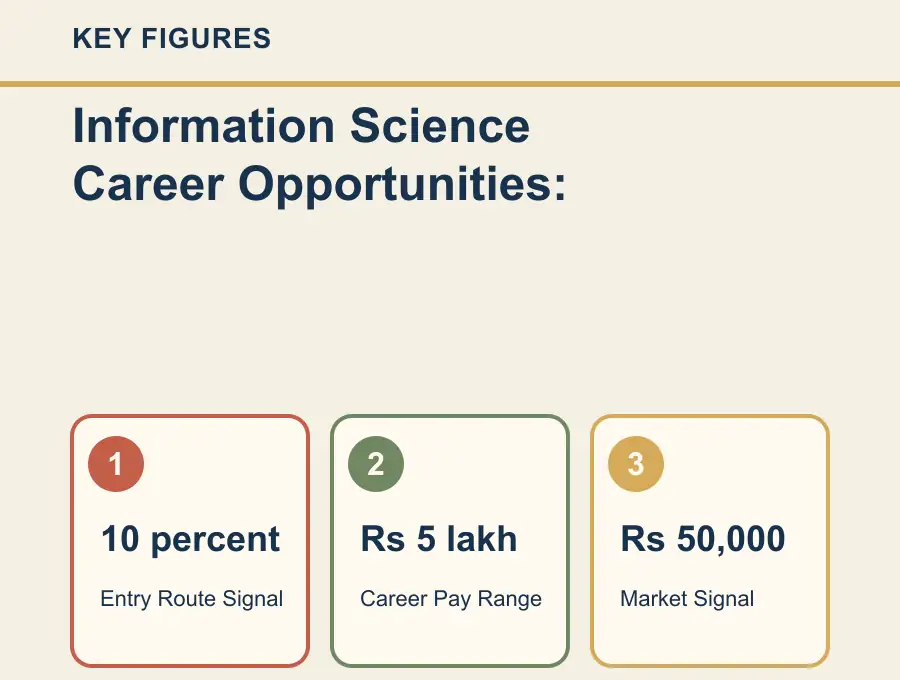 KEY FIGURES
Information Science
Career Opportunities:
1
10 percent
Entry Route Signal
2
Rs 5 lakh
Career Pay Range
3
Rs 50,000
Market Signal